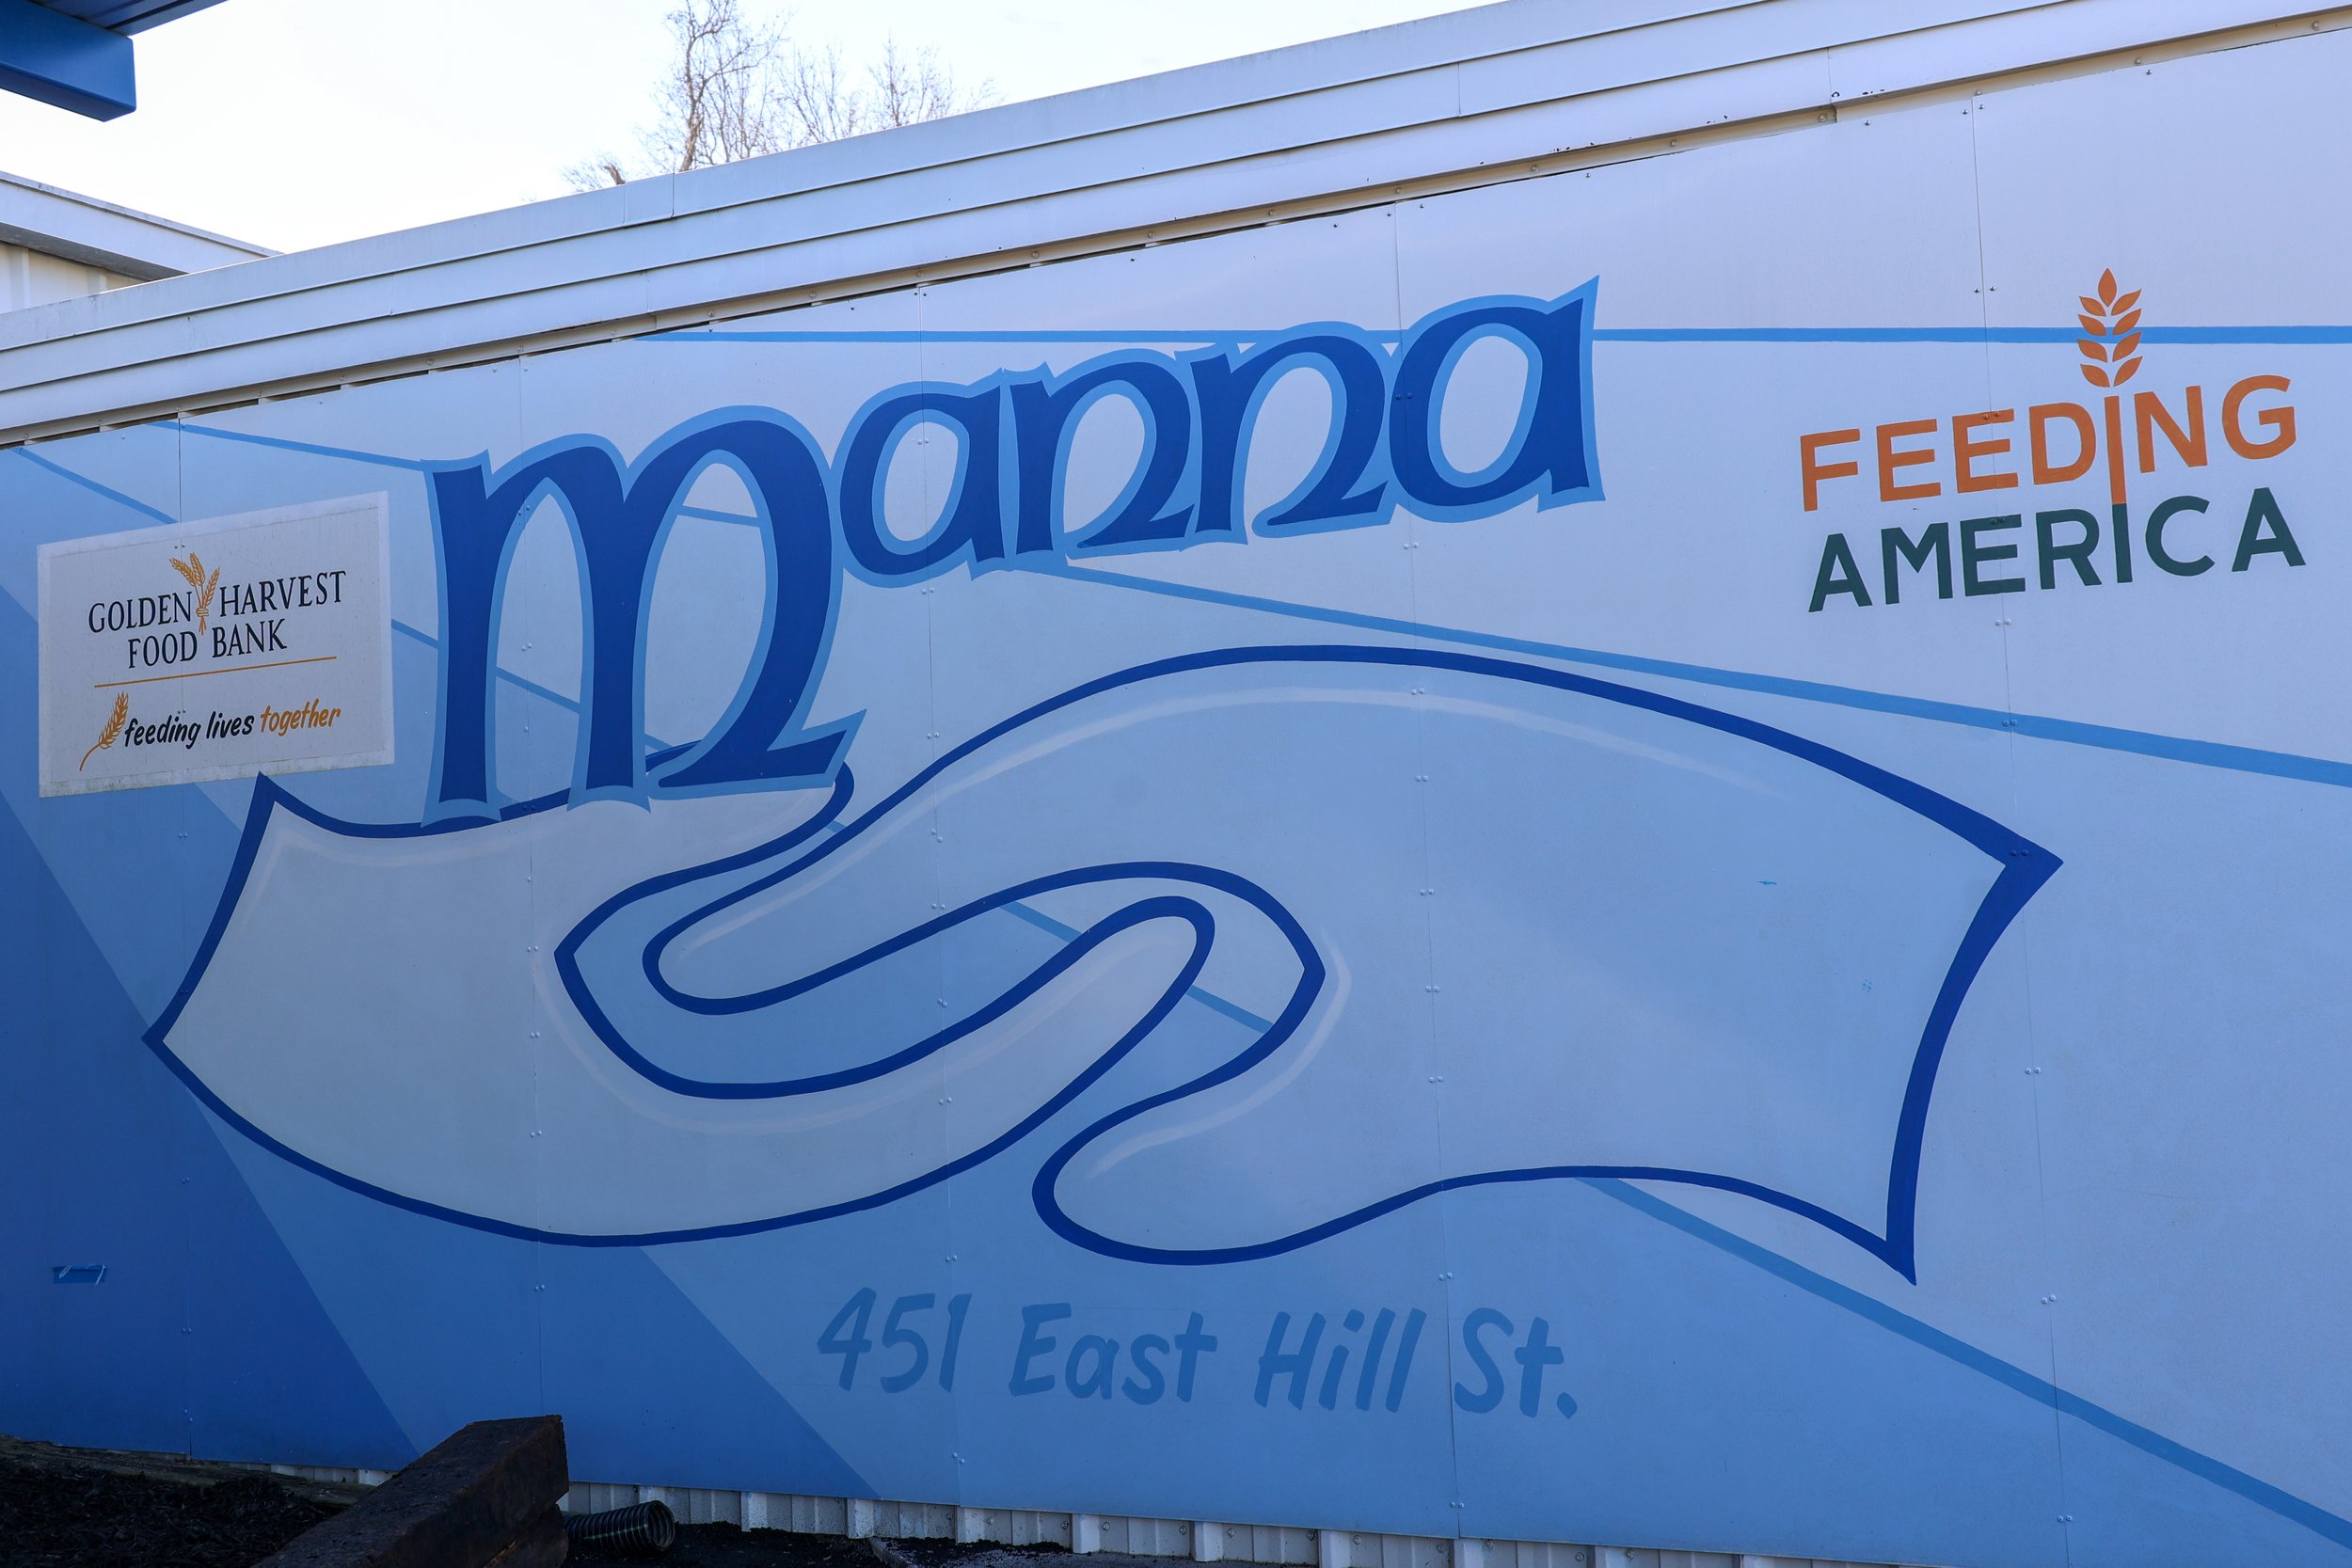 manna
FEEDING
AMERICA
GOLDEN HARVEST
FOOD BANK
feeding lives together
451 East Hill St.